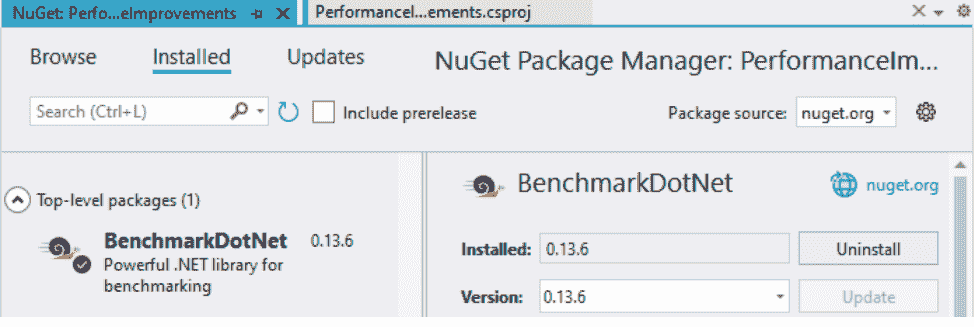 NuGet: Perfo...eImprovements
PerformanceI...ements.csproj
Browse
Installed
Updates
NuGet Package Manager: PerformanceIm...
Search (Ctrl+L)
Include prerelease
Package source:
nuget.org
Top-level packages (1)
BenchmarkDotNet
0.13.6
Powerful .NET library for
benchmarking
BenchmarkDotNet
nuget.org
Installed:
0.13.6
Uninstall
Version:
0.13.6
Update